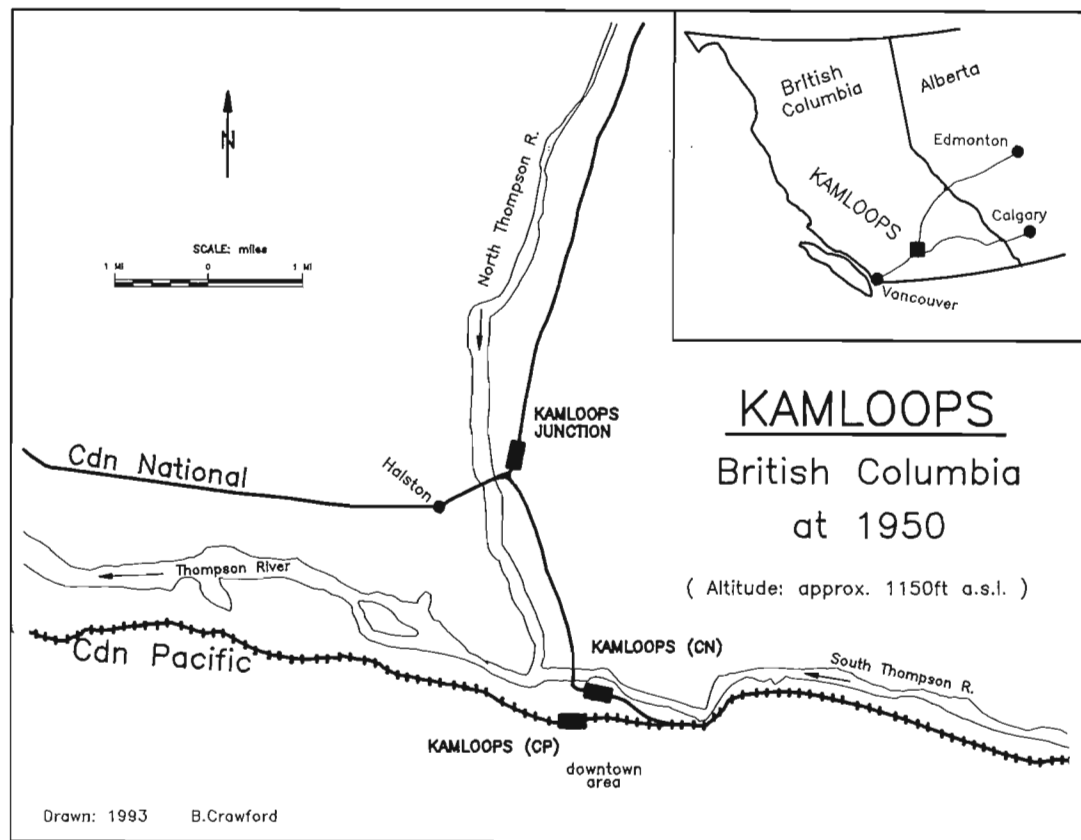 British
Columbia
Alberta
Edmonton
KAMLOOPS
Calgary
Vancouver
N
SCALE: miles
1 MI 0 1 MI
North Thompson R.
KAMLOOPS
JUNCTION
Cdn National
Halston
KAMLOOPS
British Columbia
at 1950
( Altitude: approx. 1150ft a.s.l. )
Thompson River
Cdn Pacific
KAMLOOPS (CN)
South Thompson R.
KAMLOOPS (CP)
downtown
area
Drawn: 1993 B.Crawford